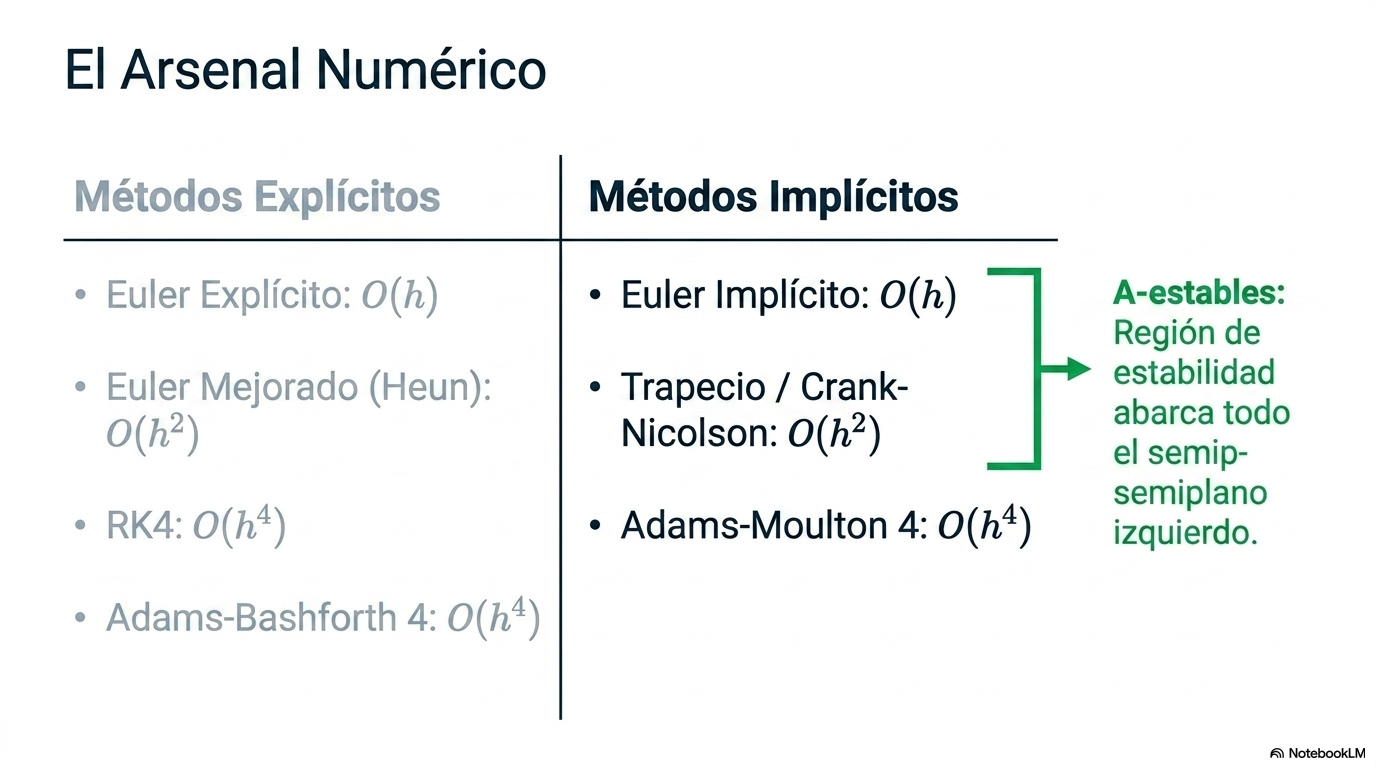 El Arsenal Numérico
Métodos Explícitos
• Euler Explícito: O(h)
• Euler Mejorado (Heun):
O(h²)
• RK4: O(h⁴)
• Adams-Bashforth 4: O(h⁴)
Métodos Implícitos
• Euler Implícito: O(h)
• Trapecio / Crank-
Nicolson: O(h²)
• Adams-Moulton 4: O(h⁴)
A-estables:
Región de
estabilidad
abarca todo
el semip-
semiplano
izquierdo.
NotebookLM